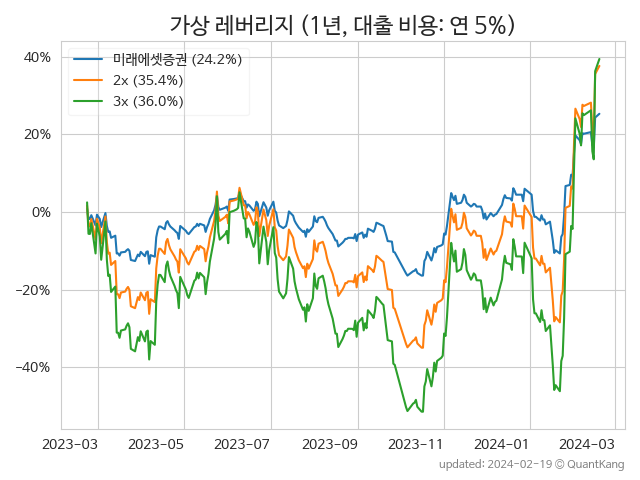 가상 레버리지 (1년, 대출 비용: 연 5%)
미래에셋증권 (24.2%)
2x (35.4%)
3x (36.0%)
40%
20%
0%
−20%
−40%
2023-03 2023-05 2023-07 2023-09 2023-11 2024-01 2024-03
updated: 2024-02-19 © QuantKang